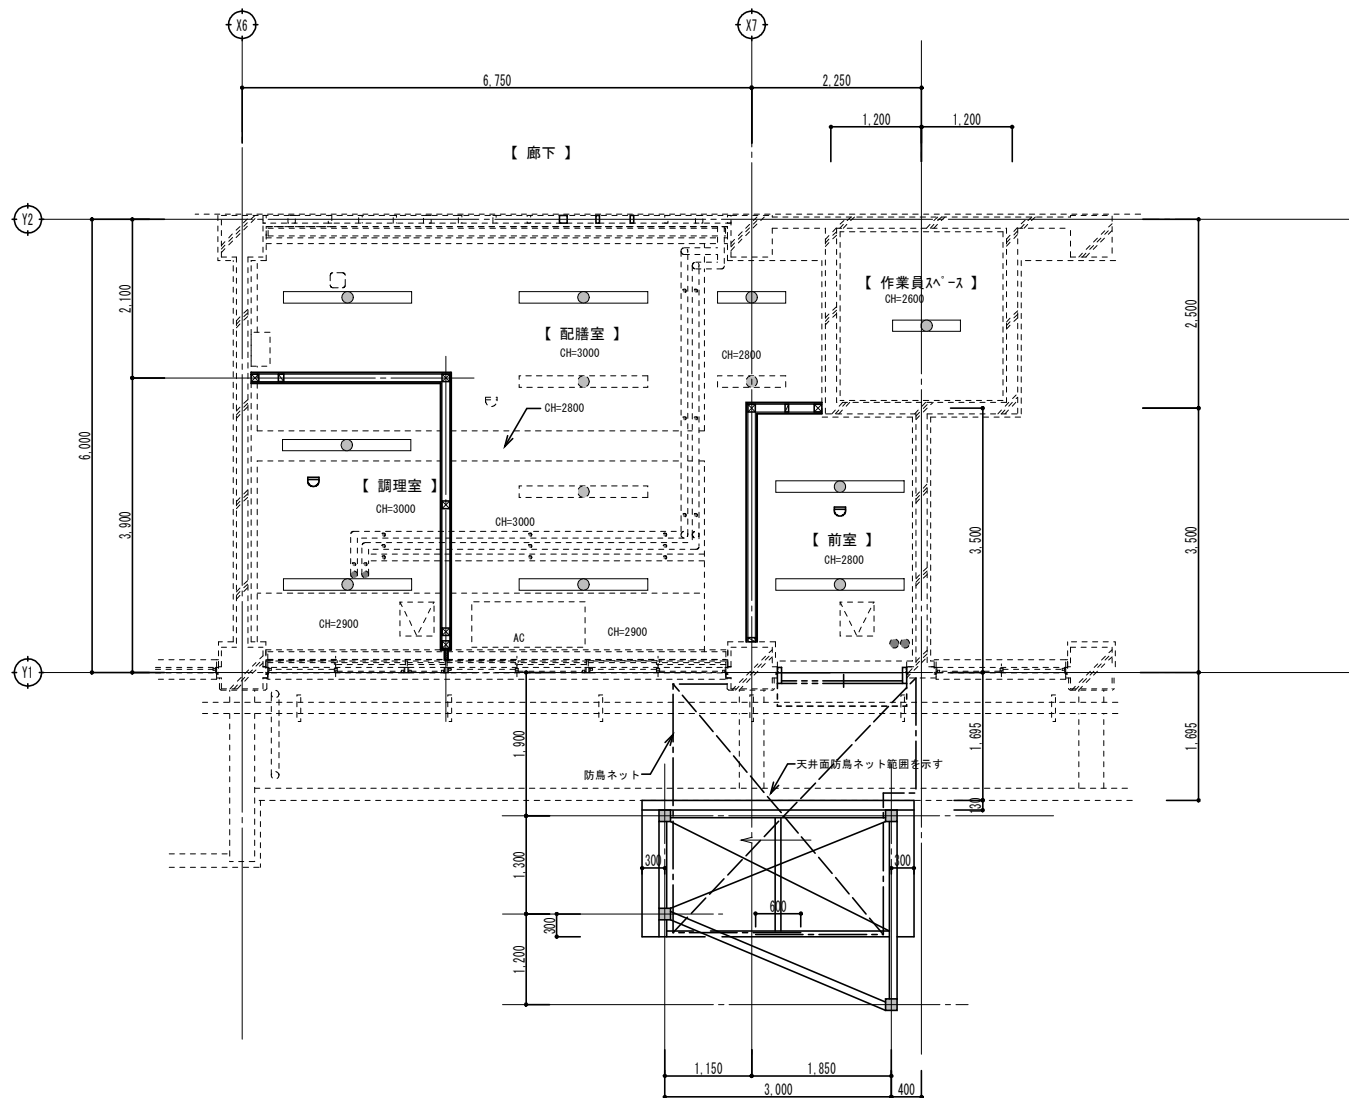 X6
X7
6,750
2,250
1,200
1,200
【 廊下 】
Y2
2,100
6,000
3,900
【 作業員スペース 】
CH=2600
2,500
【 配膳室 】
CH=3000
CH=2800
CH=2800
【 調理室 】
CH=3000
CH=3000
【 前室 】
CH=2800
3,500
3,500
CH=2900
AC
CH=2900
Y1
1,900
1,695
1,695
防鳥ネット
天井面防鳥ネット範囲を示す
130
1,300
300
300
600
300
1,200
1,150
1,850
3,000
400